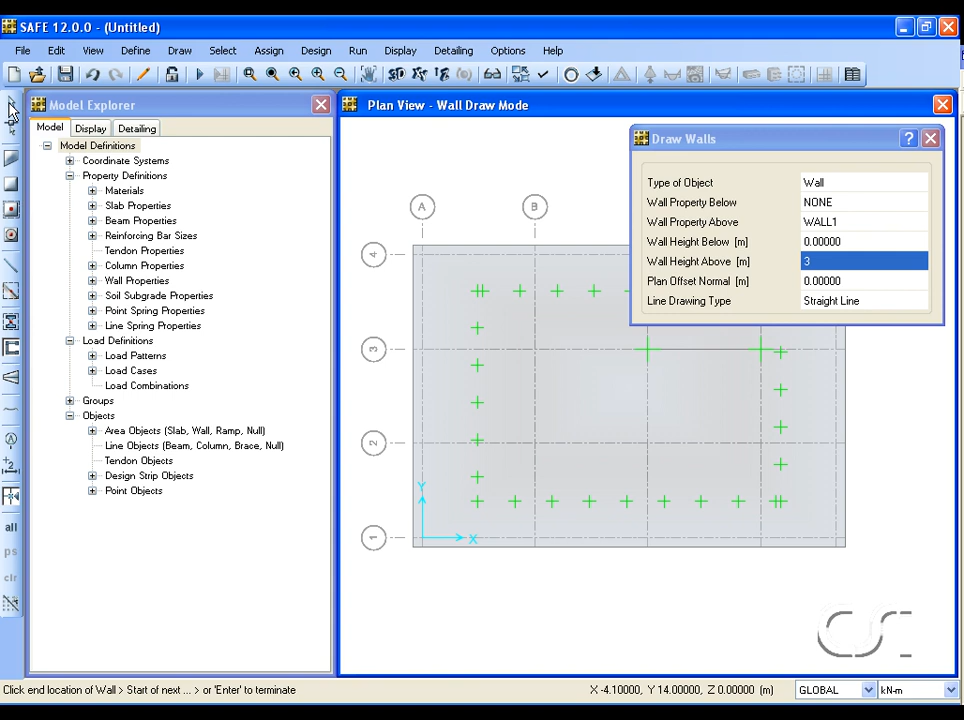 SAFE 12.0.0 - (Untitled)
File Edit View Define Draw Select Assign Design Run Display Detailing Options Help
Model Explorer
Model Display Detailing
Model Definitions
Coordinate Systems
Property Definitions
Materials
Slab Properties
Beam Properties
Reinforcing Bar Sizes
Tendon Properties
Column Properties
Wall Properties
Soil Subgrade Properties
Point Spring Properties
Line Spring Properties
Load Definitions
Load Patterns
Load Cases
Load Combinations
Groups
Objects
Area Objects (Slab, Wall, Ramp, Null)
Line Objects (Beam, Column, Brace, Null)
Tendon Objects
Design Strip Objects
Point Objects
all
ps
clr
Plan View - Wall Draw Mode
Draw Walls
Type of Object Wall
Wall Property Below NONE
Wall Property Above WALL1
Wall Height Below [m] 0.00000
Wall Height Above [m] 3
Plan Offset Normal [m] 0.00000
Line Drawing Type Straight Line
A B
4
3
2
1
Y
X
CSI
Click end location of Wall > Start of next ... > or 'Enter' to terminate
X -4.10000, Y 14.00000, Z 0.00000 (m)
GLOBAL
kN-m